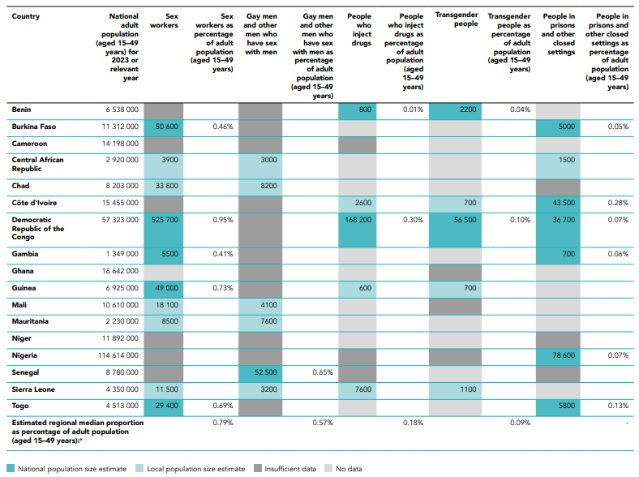 Country National adult population (aged 15–49 years) for 2023 or relevant year Sex workers Sex workers as percentage of adult population (aged 15–49 years) Gay men and other men who have sex with men Gay men and other men who have sex with men as percentage of adult population (aged 15–49 years) People who inject drugs People who inject drugs as percentage of adult population (aged 15–49 years) Transgender people Transgender people as percentage of adult population (aged 15–49 years) People in prisons and other closed settings People in prisons and other closed settings as percentage of adult population (aged 15–49 years)
Benin 6 538 000 800 0.01% 2200 0.04%
Burkina Faso 11 312 000 50 600 0.46% 5000 0.05%
Cameroon 14 198 000
Central African Republic 2 920 000 3900 3000 1500
Chad 8 203 000 33 800 8200
Côte d'Ivoire 15 455 000 2600 700 43 500 0.28%
Democratic Republic of the Congo 57 323 000 525 700 0.95% 168 200 0.30% 56 500 0.10% 36 700 0.07%
Gambia 1 349 000 5500 0.41% 700 0.06%
Ghana 16 642 000
Guinea 6 925 000 49 000 0.73% 600 700
Mali 10 610 000 18 100 4100
Mauritania 2 230 000 8500 7600
Niger 11 892 000
Nigeria 114 614 000 78 600 0.07%
Senegal 8 780 000 52 500 0.65%
Sierra Leone 4 350 000 11 500 3200 7600 1100
Togo 4 513 000 29 400 0.69% 5800 0.13%
Estimated regional median proportion as percentage of adult population (aged 15–49 years):ᵃ 0.79% 0.57% 0.18% 0.09% -
National population size estimate Local population size estimate Insufficient data No data